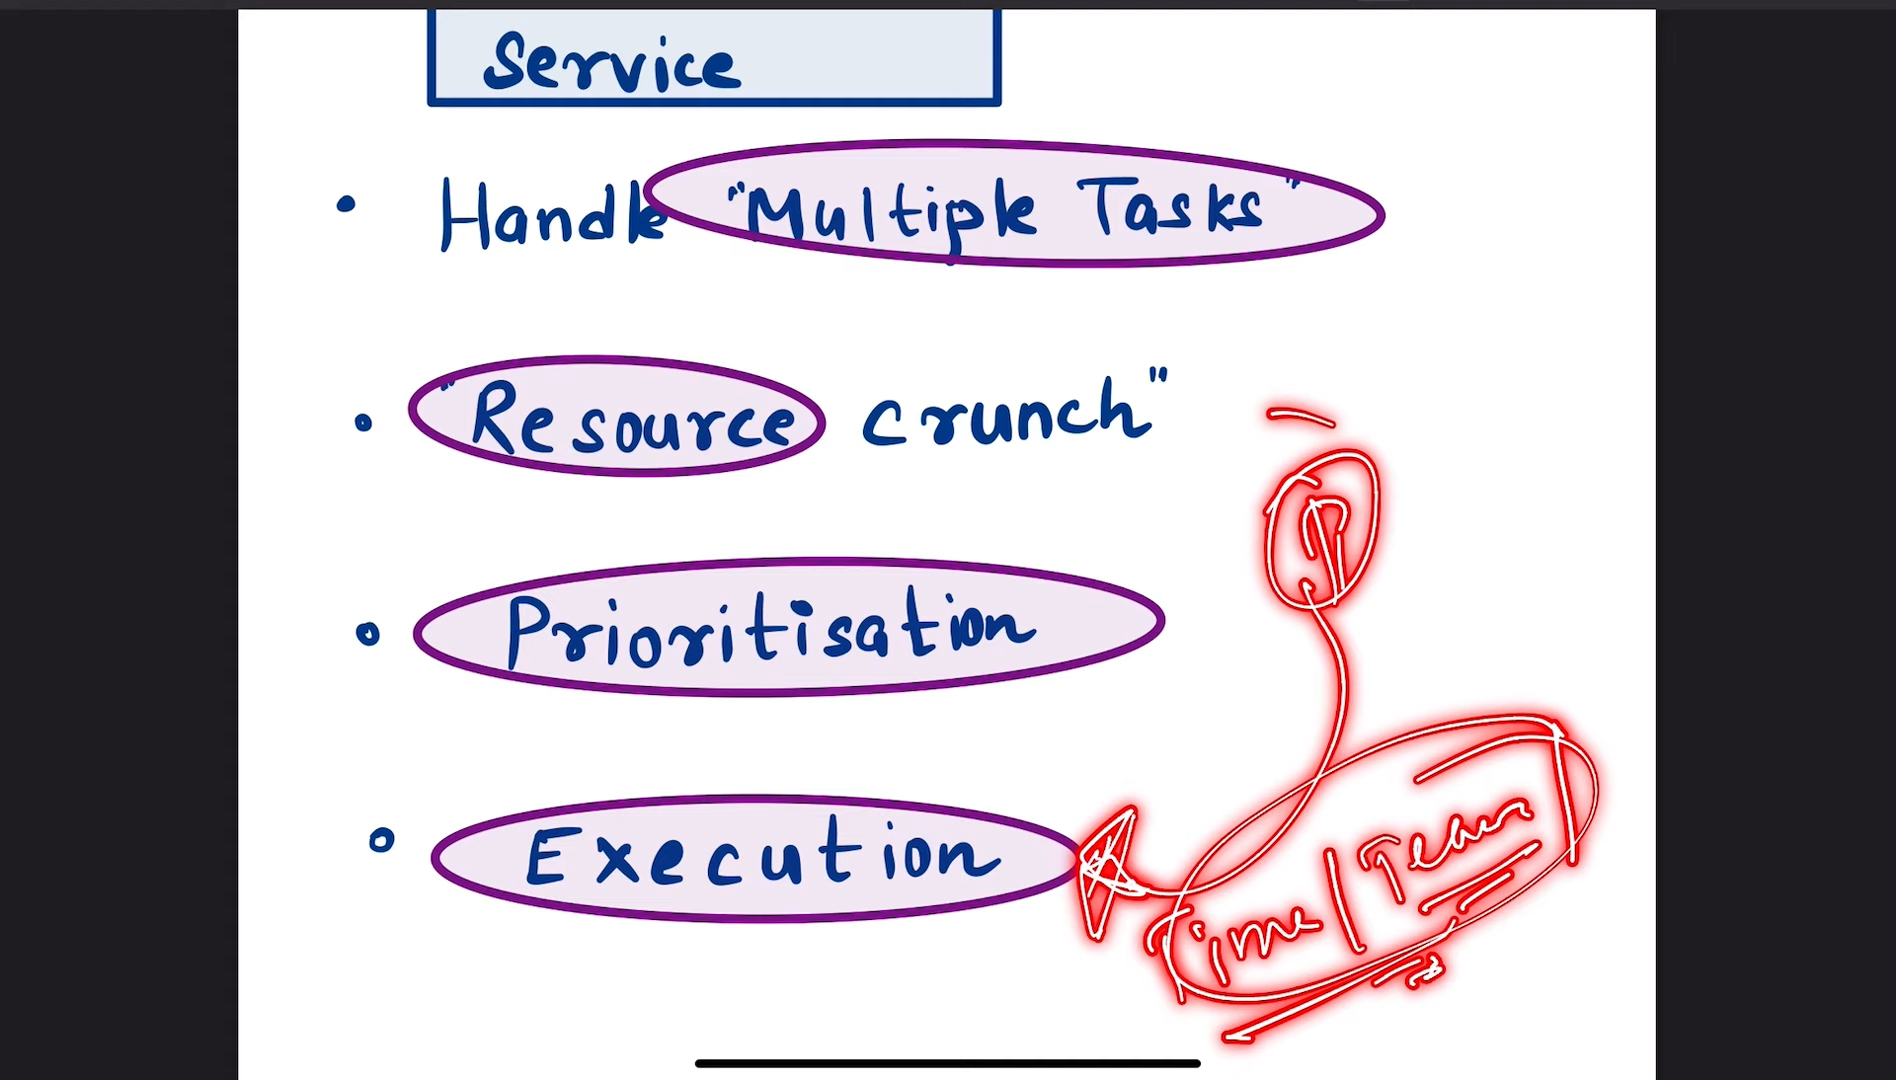 Service
• Handle "Multiple Tasks"
• "Resource crunch"
• Prioritisation
• Execution
Time | Team